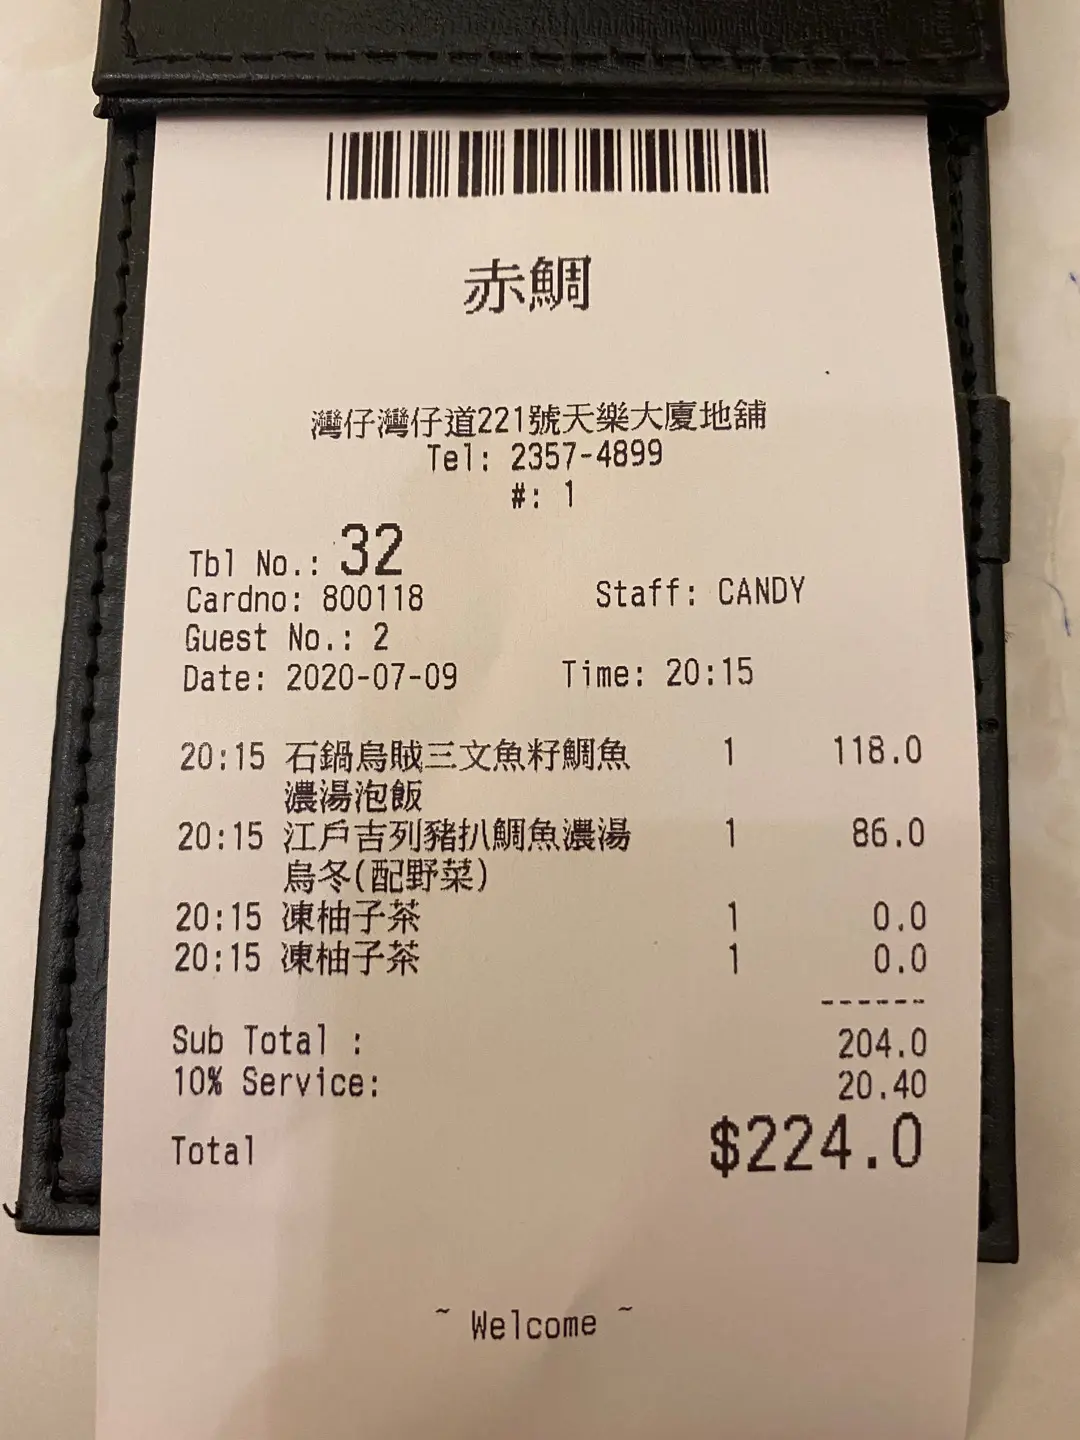 赤鯛
灣仔灣仔道221號天樂大廈地舖
Tel: 2357-4899
#: 1
Tbl No.: 32
Cardno: 800118 Staff: CANDY
Guest No.: 2
Date: 2020-07-09 Time: 20:15
20:15 石鍋烏賊三文魚籽鯛魚 1 118.0
濃湯泡飯
20:15 江戶吉列豬扒鯛魚濃湯 1 86.0
烏冬(配野菜)
20:15 凍柚子茶 1 0.0
20:15 凍柚子茶 1 0.0
------
Sub Total : 204.0
10% Service: 20.40
Total $224.0
~ Welcome ~